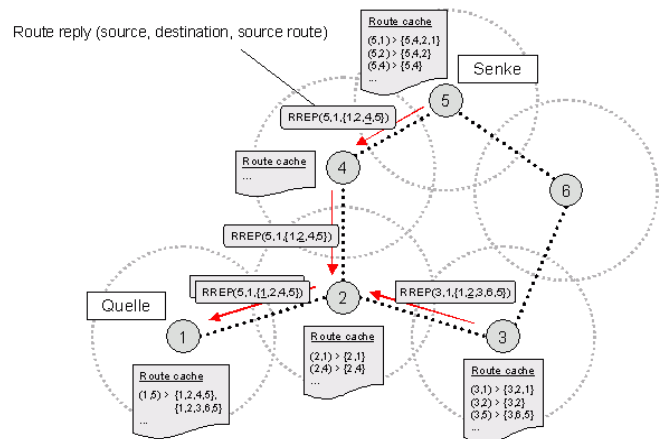 Route reply (source, destination, source route)
Route cache
(5,1) > {5,4,2,1}
(5,2) > {5,4,2}
(5,4) > {5,4}
...
Senke
5
RREP(5,1,{1,2,4,5})
4
Route cache
...
6
RREP(5,1,{1,2,4,5})
RREP(5,1,{1,2,4,5})
RREP(3,1,{1,2,3,6,5})
Quelle
2
1
3
Route cache
(2,1) > {2,1}
(2,4) > {2,4}
...
Route cache
(1,5) > {1,2,4,5},
{1,2,3,6,5}
...
Route cache
(3,1) > {3,2,1}
(3,2) > {3,2}
(3,5) > {3,6,5}
...